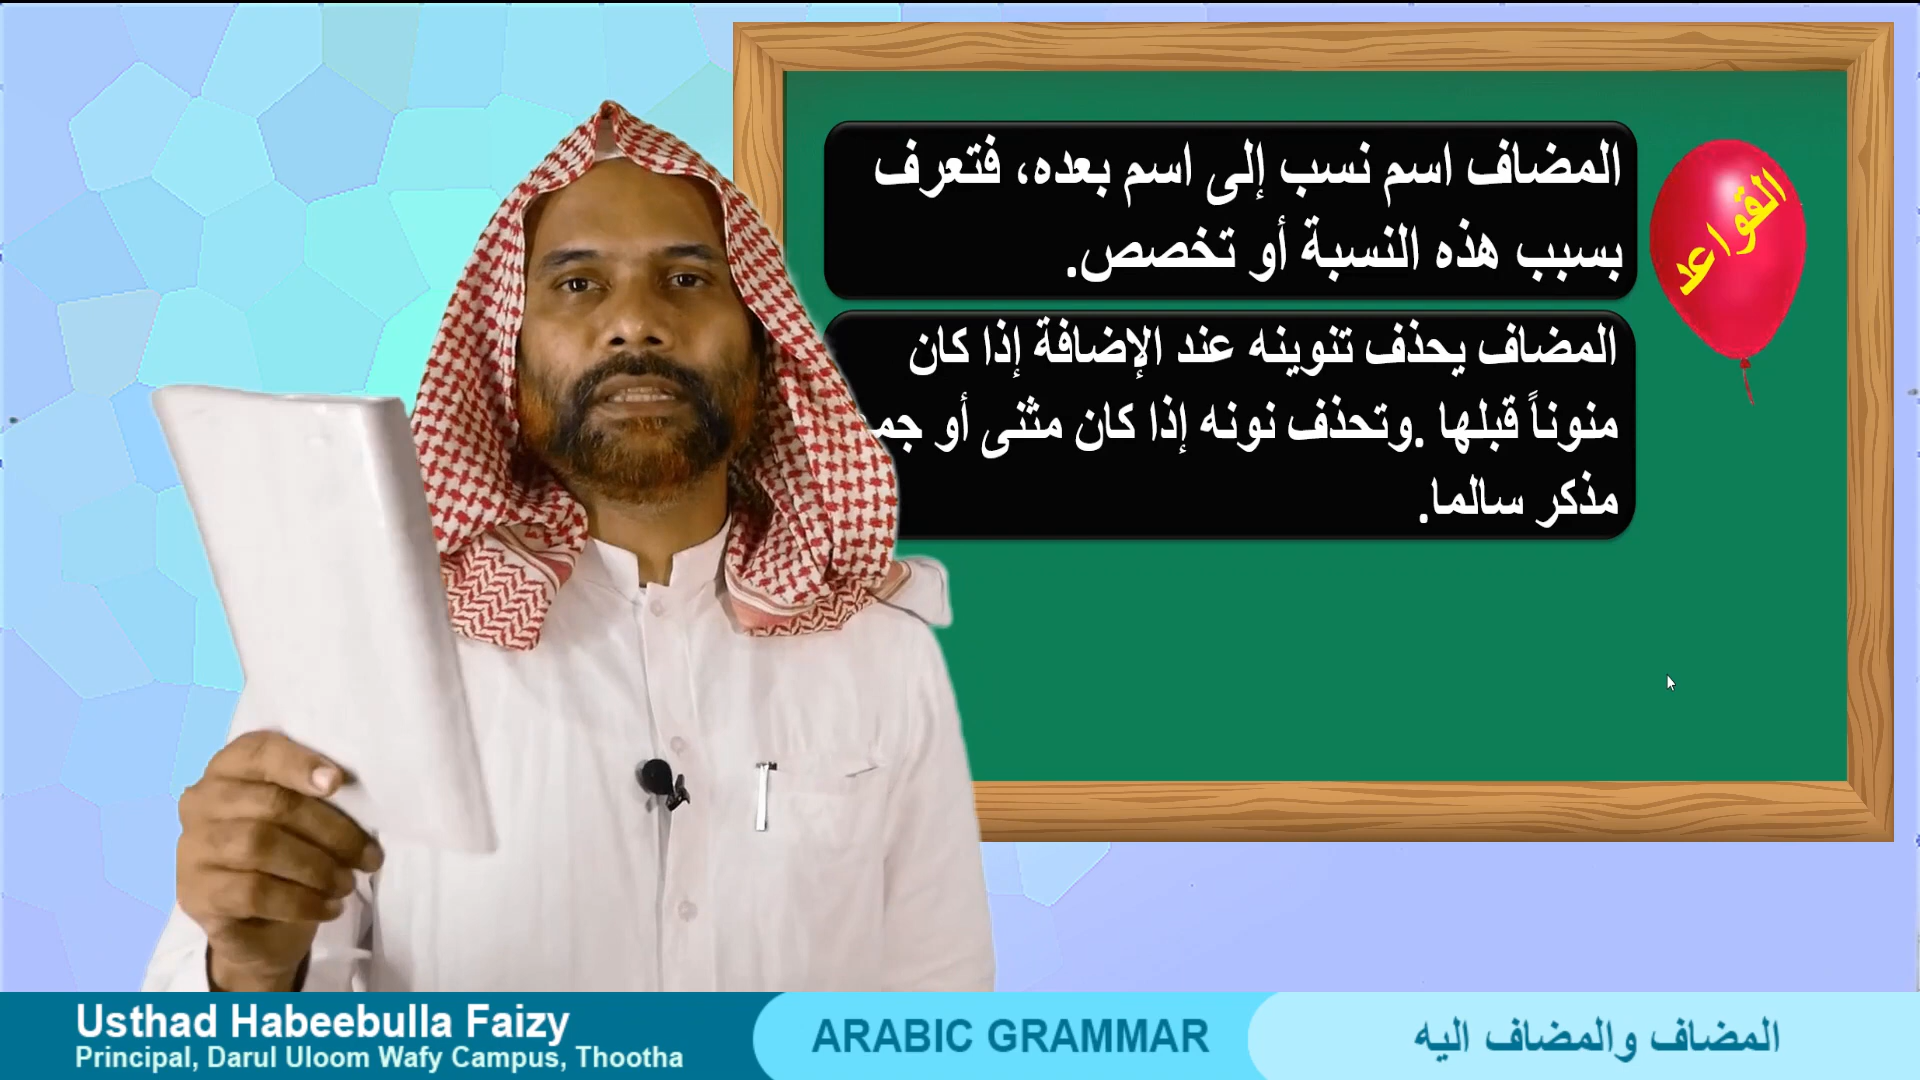 المضاف اسم نسب إلى اسم بعده، فتعرف
بسبب هذه النسبة أو تخصص.
المضاف يحذف تنوينه عند الإضافة إذا كان
منوناً قبلها .وتحذف نونه إذا كان مثنى أو
مذكر سالما.
القواعد
Usthad Habeebulla Faizy
Principal, Darul Uloom Wafy Campus, Thootha
ARABIC GRAMMAR
المضاف والمضاف اليه